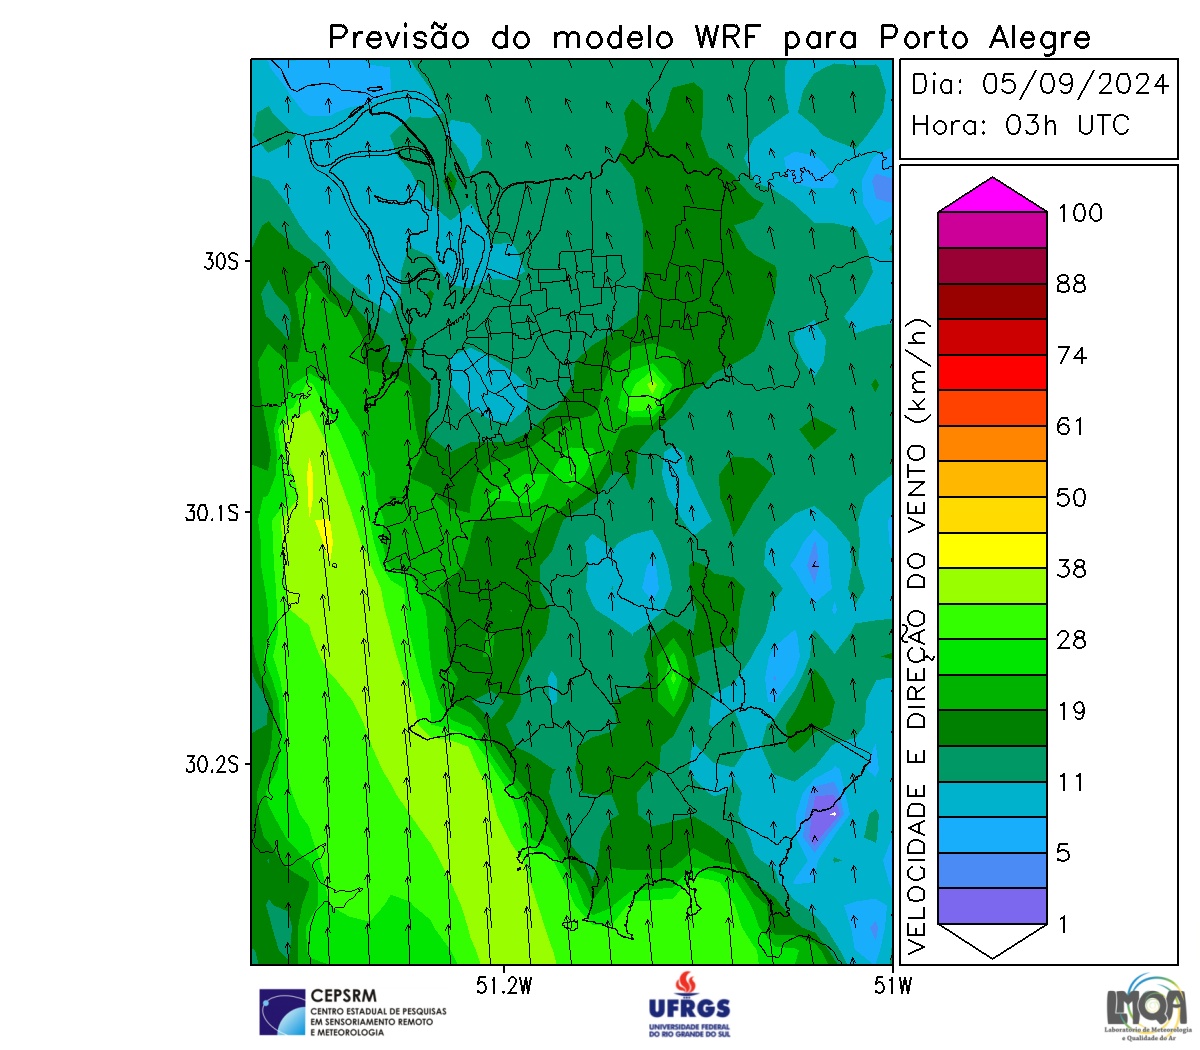 Previsão do modelo WRF para Porto Alegre
Dia: 05/09/2024
Hora: 03h UTC
30S
30.1S
30.2S
51.2W
51W
VELOCIDADE E DIREÇÃO DO VENTO (km/h)
100
88
74
61
50
38
28
19
11
5
1
CEPSRM
CENTRO ESTADUAL DE PESQUISAS
EM SENSORIAMENTO REMOTO
E METEOROLOGIA
UFRGS
UNIVERSIDADE FEDERAL
DO RIO GRANDE DO SUL
LMQA
Laboratório de Meteorologia
e Qualidade do Ar